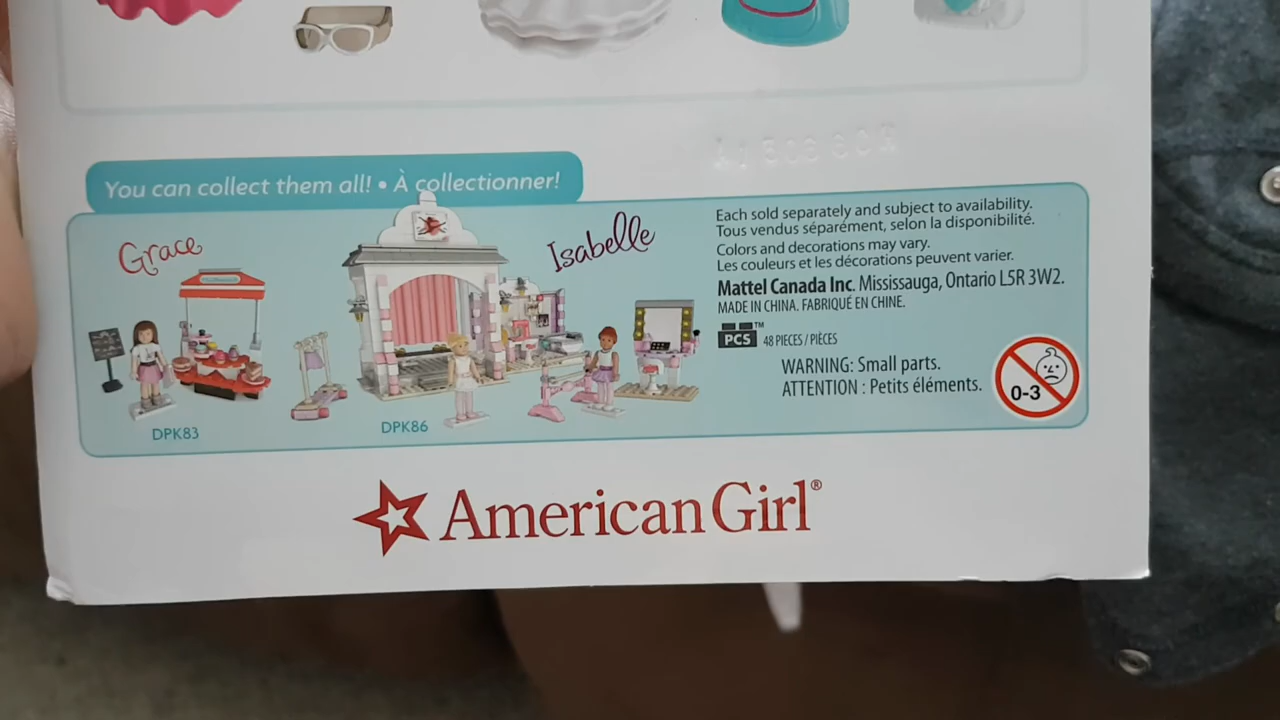 You can collect them all! • À collectionner!
Grace
Isabelle
DPK83
DPK86
Each sold separately and subject to availability.
Tous vendus séparément, selon la disponibilité.
Colors and decorations may vary.
Les couleurs et les décorations peuvent varier.
Mattel Canada Inc. Mississauga, Ontario L5R 3W2.
MADE IN CHINA. FABRIQUÉ EN CHINE.
PCS™ 48 PIECES / PIÈCES
WARNING: Small parts.
ATTENTION : Petits éléments.
0-3
American Girl®